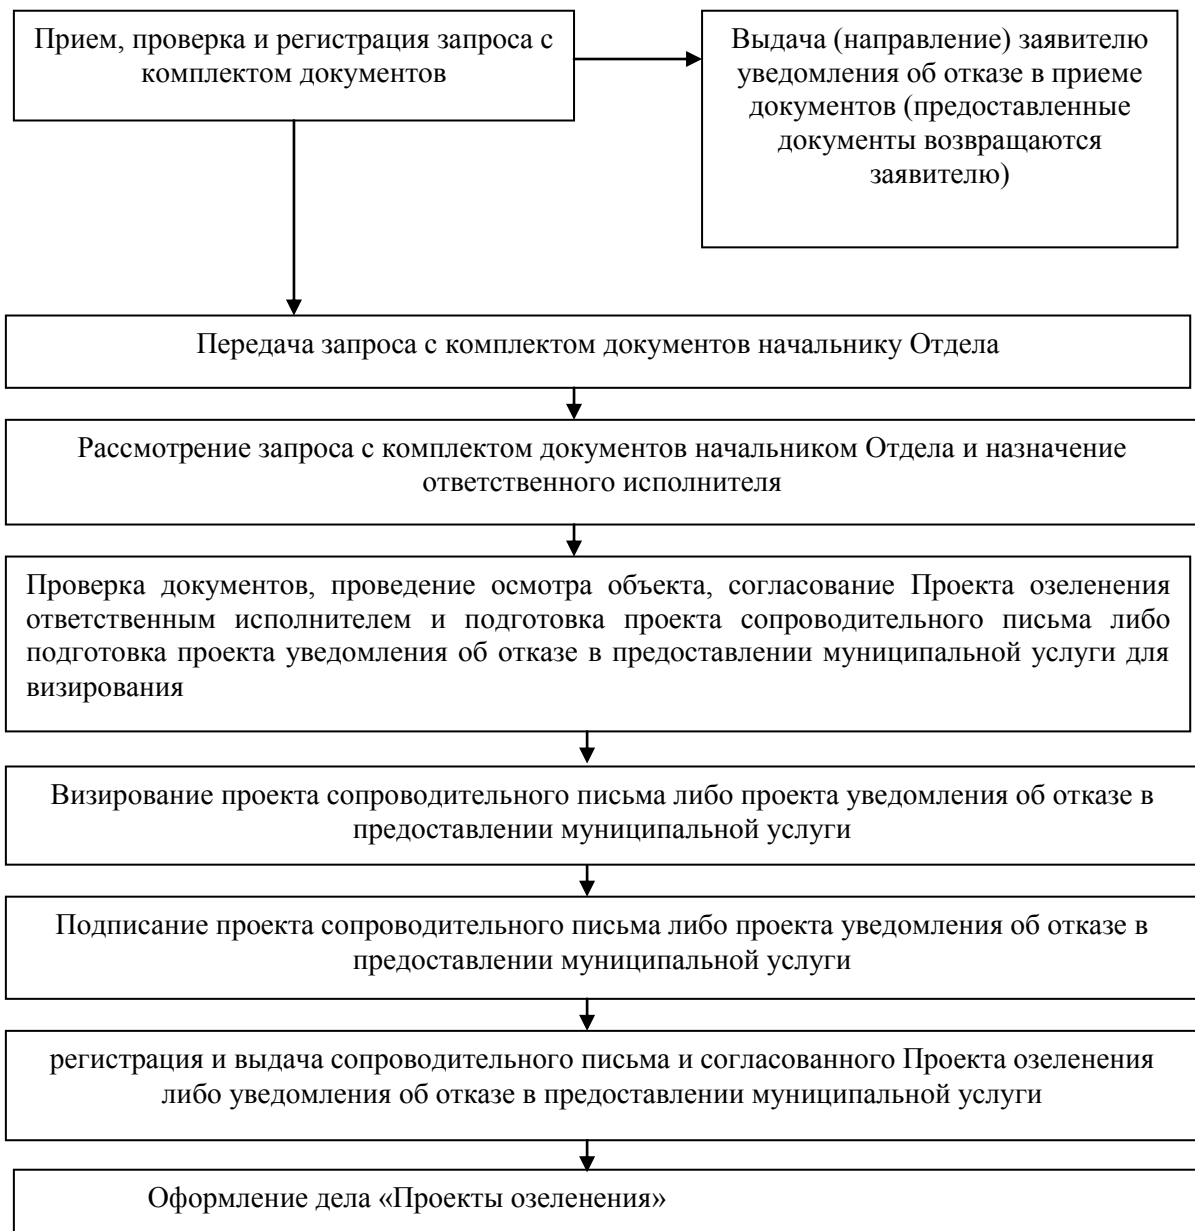 Прием, проверка и регистрация запроса с
комплектом документов
Выдача (направление) заявителю
уведомления об отказе в приеме
документов (предоставленные
документы возвращаются
заявителю)
Передача запроса с комплектом документов начальнику Отдела
Рассмотрение запроса с комплектом документов начальником Отдела и назначение
ответственного исполнителя
Проверка документов, проведение осмотра объекта, согласование Проекта озеленения
ответственным исполнителем и подготовка проекта сопроводительного письма либо
подготовка проекта уведомления об отказе в предоставлении муниципальной услуги для
визирования
Визирование проекта сопроводительного письма либо проекта уведомления об отказе в
предоставлении муниципальной услуги
Подписание проекта сопроводительного письма либо проекта уведомления об отказе в
предоставлении муниципальной услуги
регистрация и выдача сопроводительного письма и согласованного Проекта озеленения
либо уведомления об отказе в предоставлении муниципальной услуги
Оформление дела «Проекты озеленения»